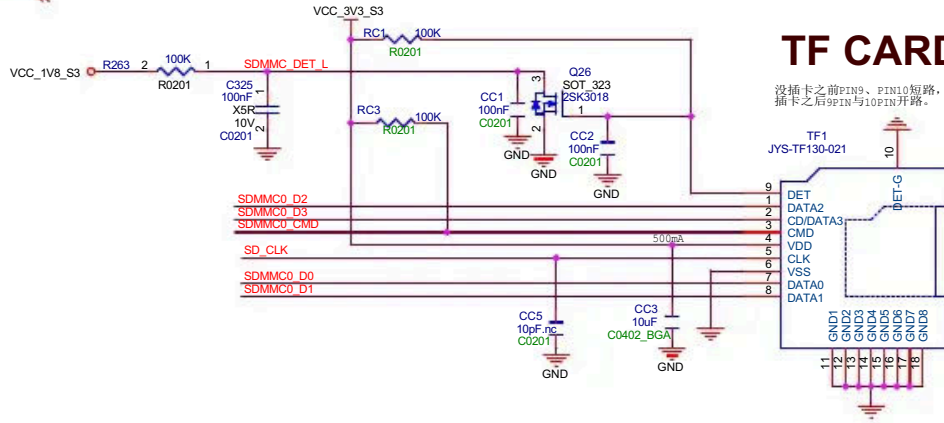 VCC_3V3_S3
TF CARD
没插卡之前PIN9、PIN10短路，
插卡之后9PIN与10PIN开路。
RC1
100K
R0201
VCC_1V8_S3
R263
2
100K
1
R0201
SDMMC_DET_L
C325
100nF
X5R
10V
C0201
1
2
RC3
100K
R0201
CC1
100nF
C0201
GND
3
Q26
SOT_323
2SK3018
1
2
GND
CC2
100nF
C0201
GND
TF1
JYS-TF130-021
10
DET-G
9
DET
SDMMC0_D2
1
DATA2
SDMMC0_D3
2
CD/DATA3
SDMMC0_CMD
3
CMD
500mA
4
VDD
SD_CLK
5
CLK
6
VSS
SDMMC0_D0
7
DATA0
SDMMC0_D1
8
DATA1
CC5
10pF.nc
C0201
GND
CC3
10uF
C0402_BGA
GND
GND1
GND2
GND3
GND4
GND5
GND6
GND7
GND8
11
12
13
14
15
16
17
18